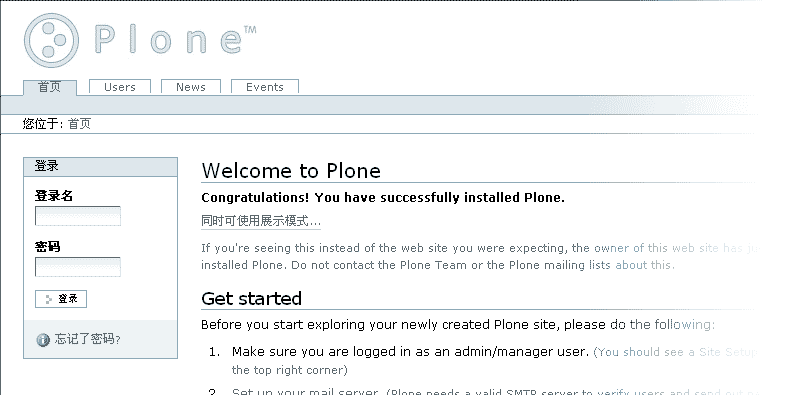 Plone™
首页 Users News Events
您位于: 首页
登录
登录名
密码
登录
忘记了密码?
Welcome to Plone
Congratulations! You have successfully installed Plone.
同时可使用展示模式...
If you're seeing this instead of the web site you were expecting, the owner of this web site has
installed Plone. Do not contact the Plone Team or the Plone mailing lists about this.
Get started
Before you start exploring your newly created Plone site, please do the following:
1. Make sure you are logged in as an admin/manager user. (You should see a Site Setup
the top right corner)
2. Set up your mail server. (Plone needs a valid SMTP server to verify users and send out